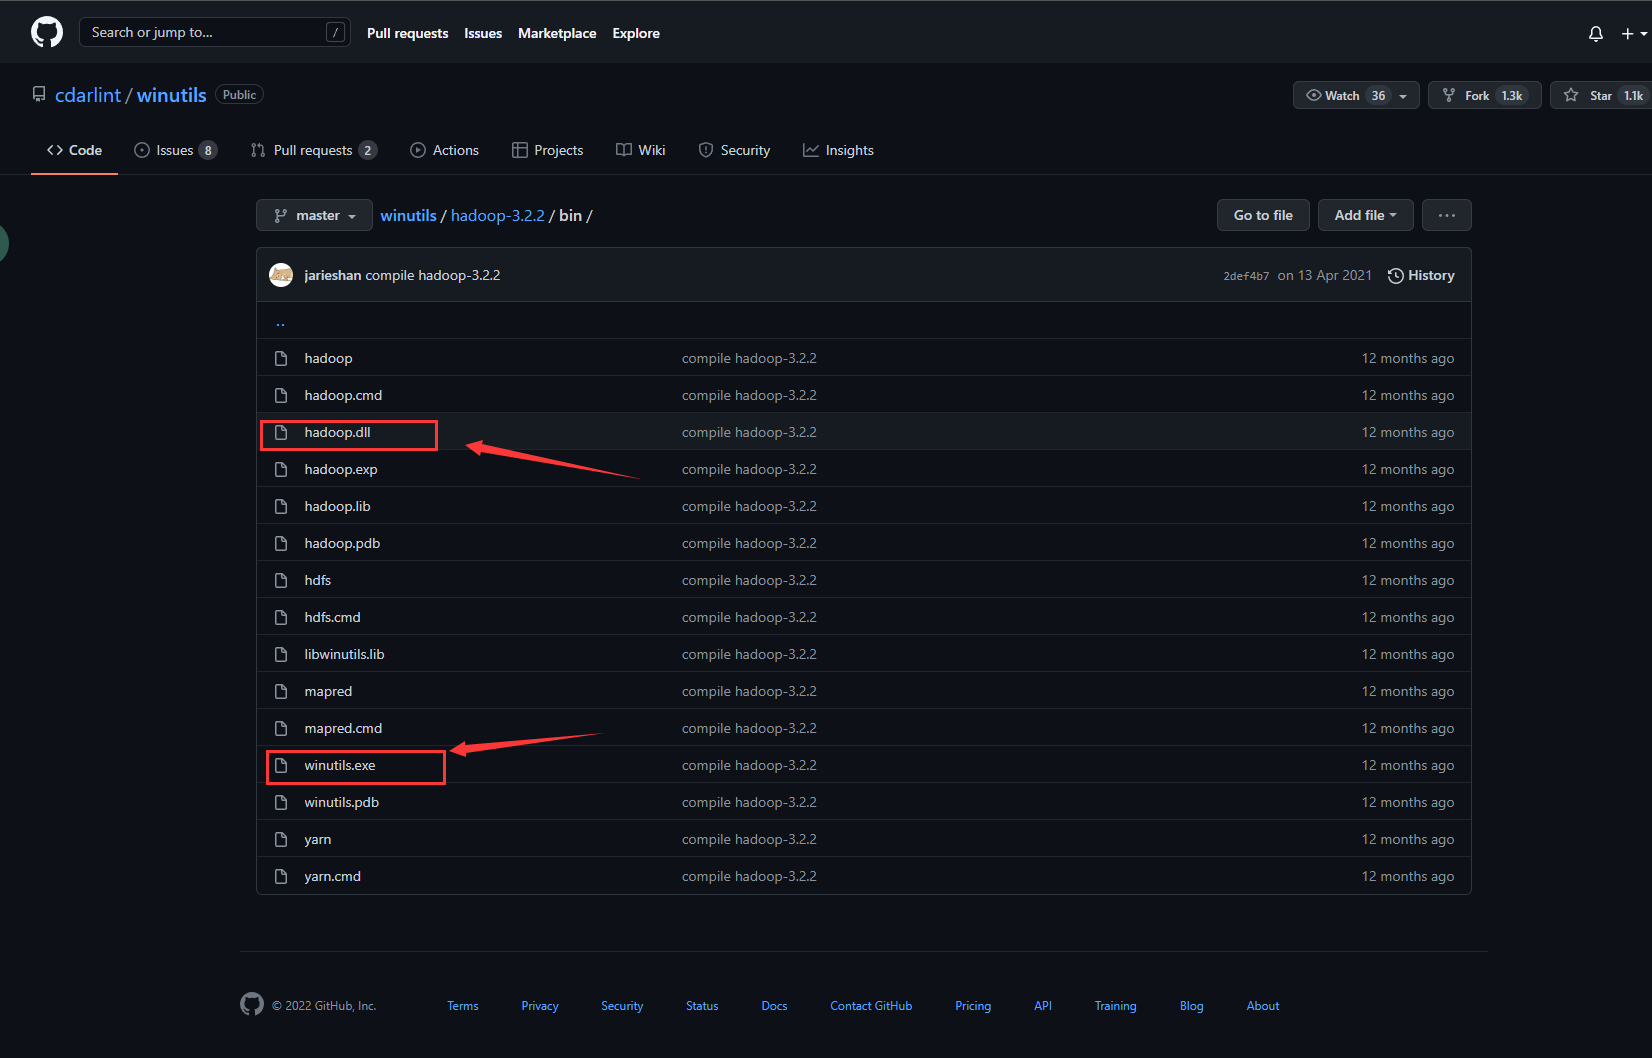 Search or jump to... / Pull requests Issues Marketplace Explore
cdarlint / winutils Public Watch 36 Fork 1.3k Star 1.1k
Code Issues 8 Pull requests 2 Actions Projects Wiki Security Insights
master winutils / hadoop-3.2.2 / bin / Go to file Add file ...
jarieshan compile hadoop-3.2.2 2def4b7 on 13 Apr 2021 History
..
hadoop compile hadoop-3.2.2 12 months ago
hadoop.cmd compile hadoop-3.2.2 12 months ago
hadoop.dll compile hadoop-3.2.2 12 months ago
hadoop.exp compile hadoop-3.2.2 12 months ago
hadoop.lib compile hadoop-3.2.2 12 months ago
hadoop.pdb compile hadoop-3.2.2 12 months ago
hdfs compile hadoop-3.2.2 12 months ago
hdfs.cmd compile hadoop-3.2.2 12 months ago
libwinutils.lib compile hadoop-3.2.2 12 months ago
mapred compile hadoop-3.2.2 12 months ago
mapred.cmd compile hadoop-3.2.2 12 months ago
winutils.exe compile hadoop-3.2.2 12 months ago
winutils.pdb compile hadoop-3.2.2 12 months ago
yarn compile hadoop-3.2.2 12 months ago
yarn.cmd compile hadoop-3.2.2 12 months ago
© 2022 GitHub, Inc. Terms Privacy Security Status Docs Contact GitHub Pricing API Training Blog About